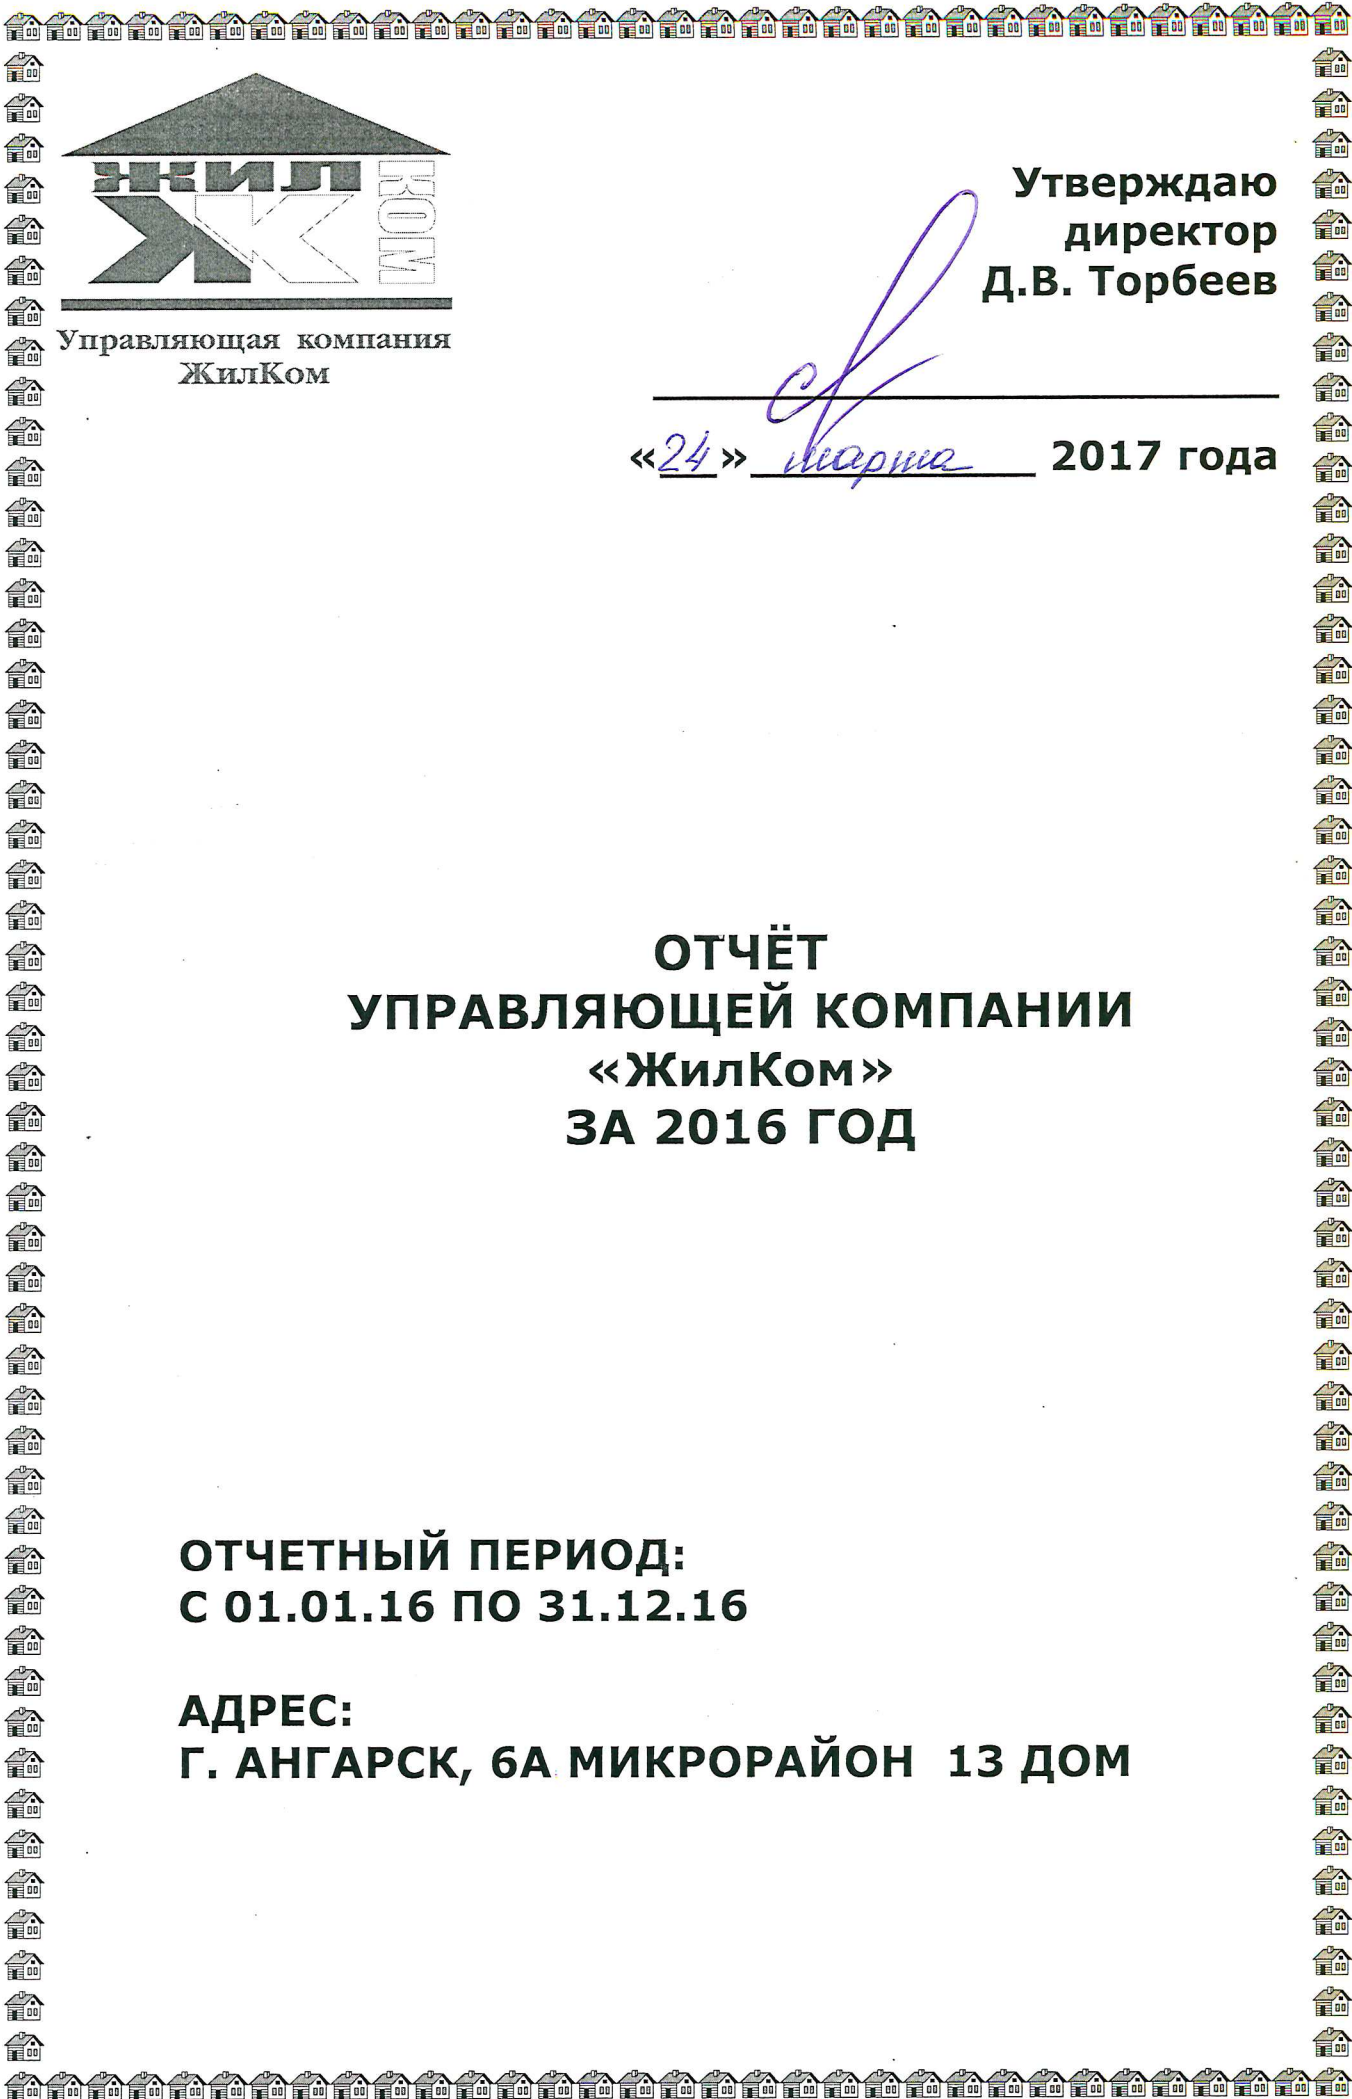 ЖИЛ
КОМ
ЖК
Управляющая компания
ЖилКом
Утверждаю
директор
Д.В. Торбеев
«24» марта 2017 года
ОТЧЁТ
УПРАВЛЯЮЩЕЙ КОМПАНИИ
«ЖилКом»
ЗА 2016 ГОД
ОТЧЕТНЫЙ ПЕРИОД:
С 01.01.16 ПО 31.12.16
АДРЕС:
Г. АНГАРСК, 6А МИКРОРАЙОН 13 ДОМ